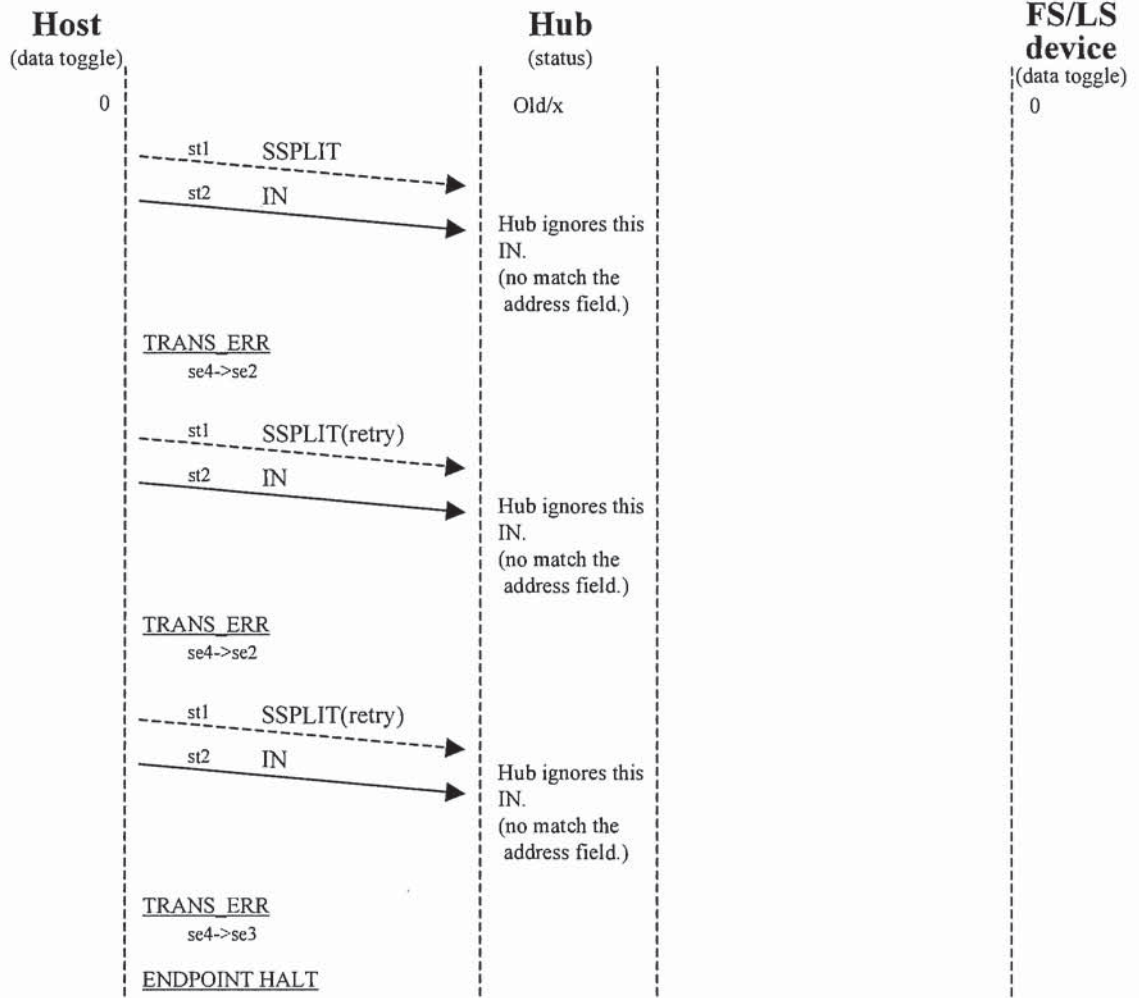 Host
(data toggle)
Hub
(status)
FS/LS
device
(data toggle)
0
Old/x
0
st1 SSPLIT
st2 IN
Hub ignores this
IN.
(no match the
address field.)
TRANS_ERR
se4->se2
st1 SSPLIT(retry)
st2 IN
Hub ignores this
IN.
(no match the
address field.)
TRANS_ERR
se4->se2
st1 SSPLIT(retry)
st2 IN
Hub ignores this
IN.
(no match the
address field.)
TRANS_ERR
se4->se3
ENDPOINT HALT